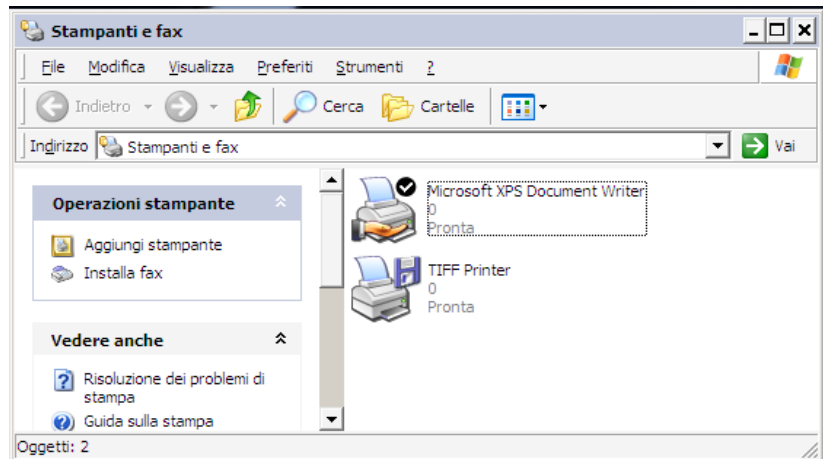 Stampanti e fax
File Modifica Visualizza Preferiti Strumenti ?
Indietro Cerca Cartelle
Indirizzo Stampanti e fax Vai
Operazioni stampante
Aggiungi stampante
Installa fax
Vedere anche
Risoluzione dei problemi di
stampa
Guida sulla stampa
Microsoft XPS Document Writer
0
Pronta
TIFF Printer
0
Pronta
Oggetti: 2